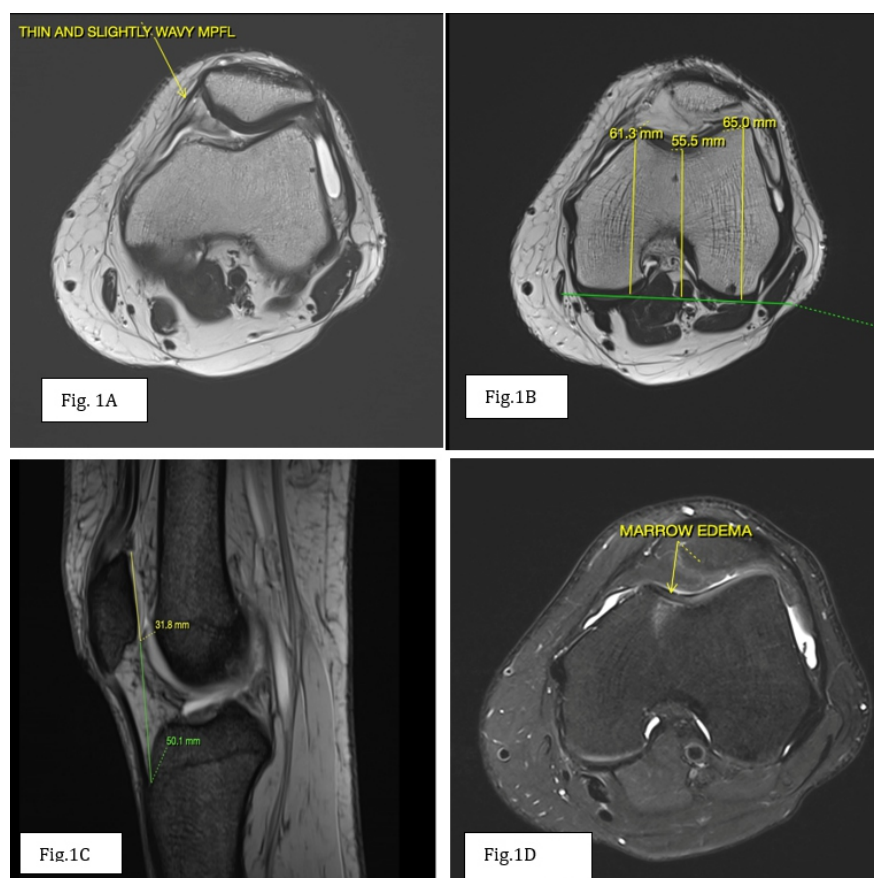 THIN AND SLIGHTLY WAVY MPFL
Fig. 1A
61.3 mm
55.5 mm
65.0 mm
Fig.1B
31.8 mm
50.1 mm
Fig.1C
MARROW EDEMA
Fig.1D